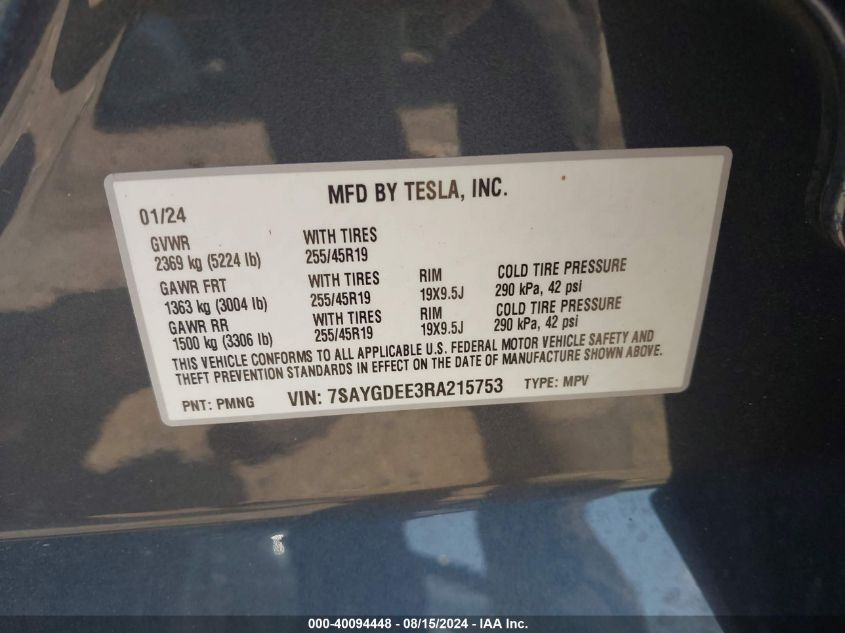 MFD BY TESLA, INC.
01/24
GVWR WITH TIRES
2369 kg (5224 lb) 255/45R19
GAWR FRT WITH TIRES RIM COLD TIRE PRESSURE
1363 kg (3004 lb) 255/45R19 19X9.5J 290 kPa, 42 psi
GAWR RR WITH TIRES RIM COLD TIRE PRESSURE
1500 kg (3306 lb) 255/45R19 19X9.5J 290 kPa, 42 psi
THIS VEHICLE CONFORMS TO ALL APPLICABLE U.S. FEDERAL MOTOR VEHICLE SAFETY AND
THEFT PREVENTION STANDARDS IN EFFECT ON THE DATE OF MANUFACTURE SHOWN ABOVE.
PNT: PMNG VIN: 7SAYGDEE3RA215753 TYPE: MPV
000-40094448 - 08/15/2024 - IAA Inc.